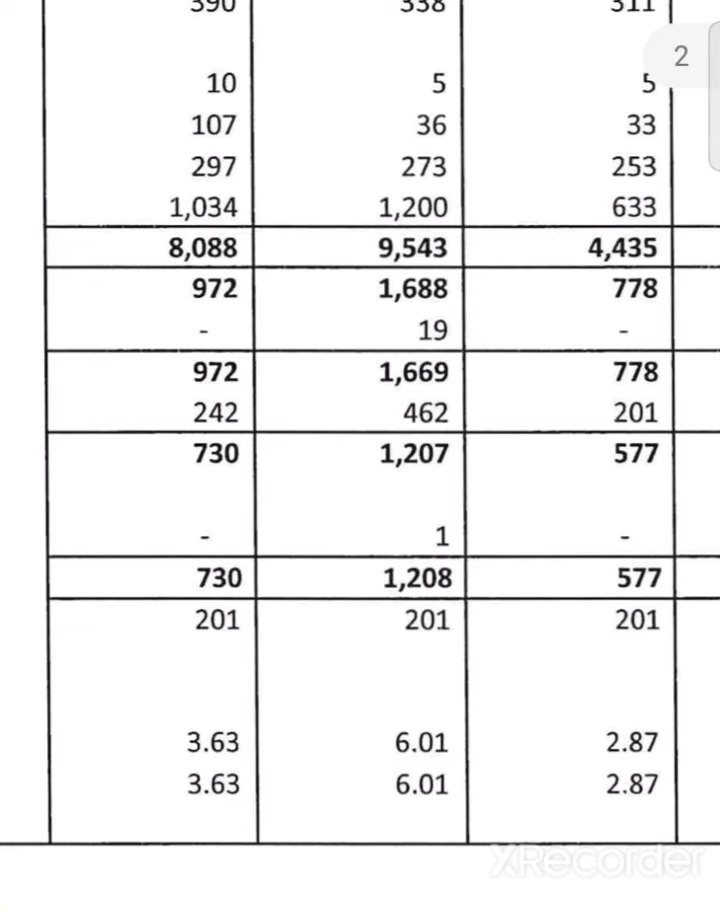 390 338 311
2
10 5 5
107 36 33
297 273 253
1,034 1,200 633
8,088 9,543 4,435
972 1,688 778
- 19 -
972 1,669 778
242 462 201
730 1,207 577
- 1 -
730 1,208 577
201 201 201
3.63 6.01 2.87
3.63 6.01 2.87
XRecorder